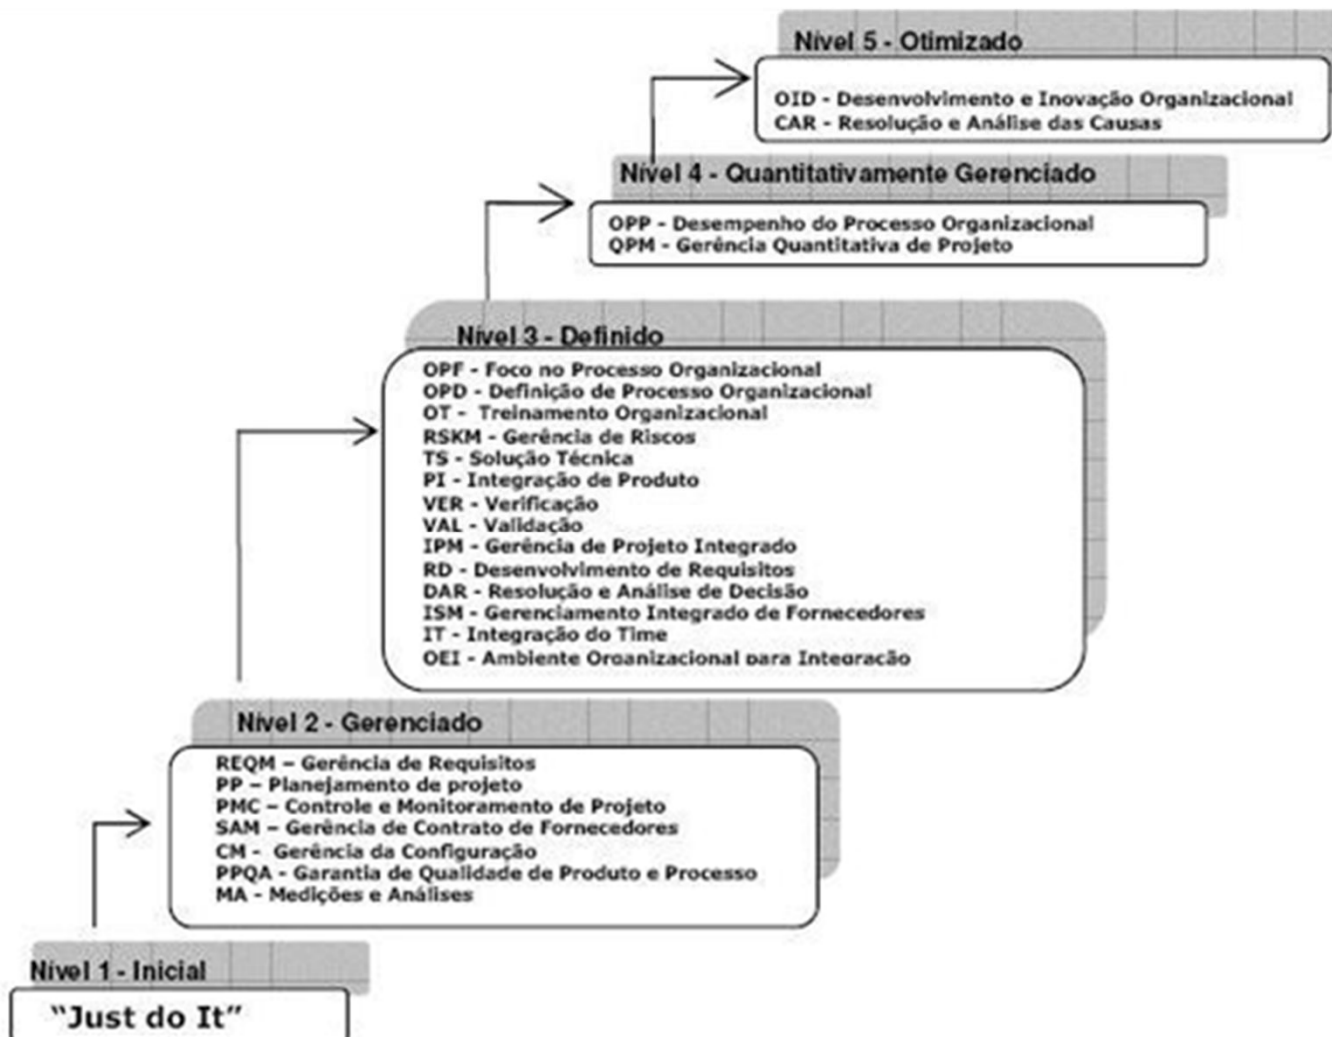 Nível 5 - Otimizado
OID - Desenvolvimento e Inovação Organizacional
CAR - Resolução e Análise das Causas
Nível 4 - Quantitativamente Gerenciado
OPP - Desempenho do Processo Organizacional
QPM - Gerência Quantitativa de Projeto
Nível 3 - Definido
OPF - Foco no Processo Organizacional
OPD - Definição de Processo Organizacional
OT - Treinamento Organizacional
RSKM - Gerência de Riscos
TS - Solução Técnica
PI - Integração de Produto
VER - Verificação
VAL - Validação
IPM - Gerência de Projeto Integrado
RD - Desenvolvimento de Requisitos
DAR - Resolução e Análise de Decisão
ISM - Gerenciamento Integrado de Fornecedores
IT - Integração do Time
OEI - Ambiente Organizacional para Integração
Nível 2 - Gerenciado
REQM – Gerência de Requisitos
PP – Planejamento de projeto
PMC – Controle e Monitoramento de Projeto
SAM – Gerência de Contrato de Fornecedores
CM - Gerência da Configuração
PPQA - Garantia de Qualidade de Produto e Processo
MA - Medições e Análises
Nível 1 - Inicial
“Just do It”